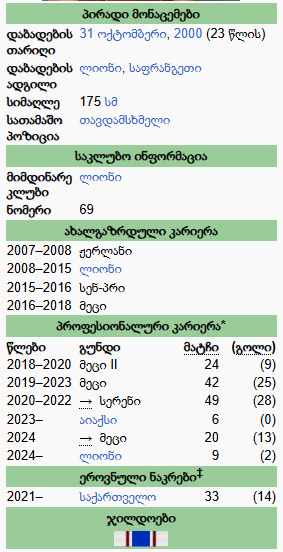 პირადი მონაცემები
დაბადების თარიღი 31 ოქტომბერი, 2000 (23 წლის)
დაბადების ადგილი ლიონი, საფრანგეთი
სიმაღლე 175 სმ
სათამაშო პოზიცია თავდამსხმელი
საკლუბო ინფორმაცია
მიმდინარე კლუბი ლიონი
ნომერი 69
ახალგაზრდული კარიერა
2007–2008 ჟერლანი
2008–2015 ლიონი
2015–2016 სენ-პრი
2016–2018 მეცი
პროფესიონალური კარიერა*
წლები გუნდი მატჩი (გოლი)
2018–2020 მეცი II 24 (9)
2019–2023 მეცი 42 (25)
2020–2022 → სერენი 49 (28)
2023– აიაქსი 6 (0)
2024 → მეცი 20 (13)
2024– ლიონი 9 (2)
ეროვნული ნაკრები‡
2021– საქართველო 33 (14)
ჯილდოები